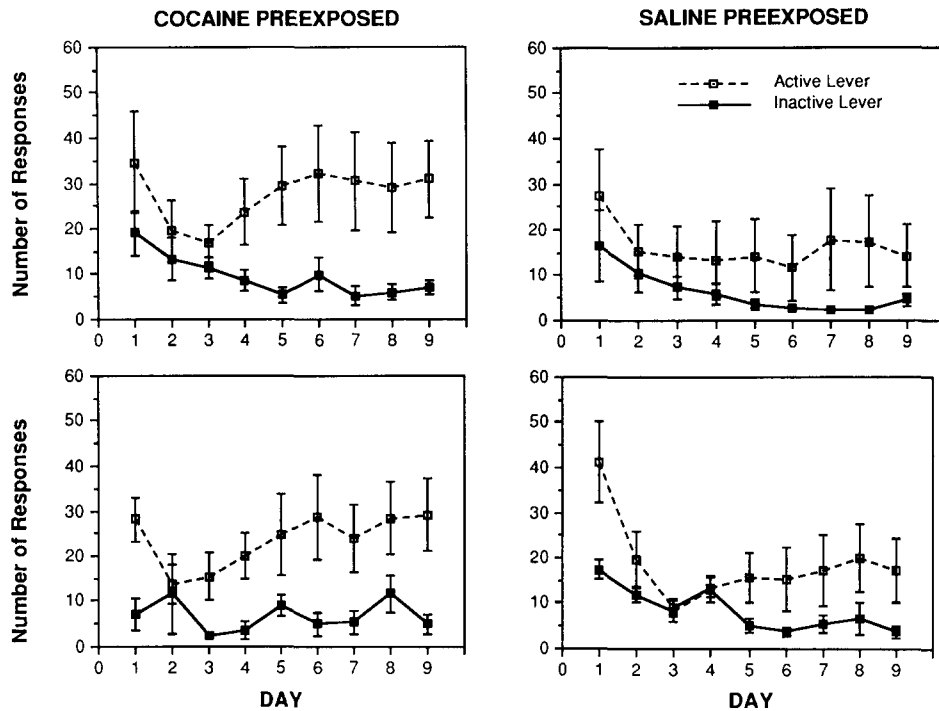 COCAINE PREEXPOSED
SALINE PREEXPOSED
Number of Responses
60
50
40
30
20
10
0
0 1 2 3 4 5 6 7 8 9
60
50
40
30
20
10
0
0 1 2 3 4 5 6 7 8 9
Active Lever
Inactive Lever
Number of Responses
60
50
40
30
20
10
0
0 1 2 3 4 5 6 7 8 9
DAY
60
50
40
30
20
10
0
0 1 2 3 4 5 6 7 8 9
DAY